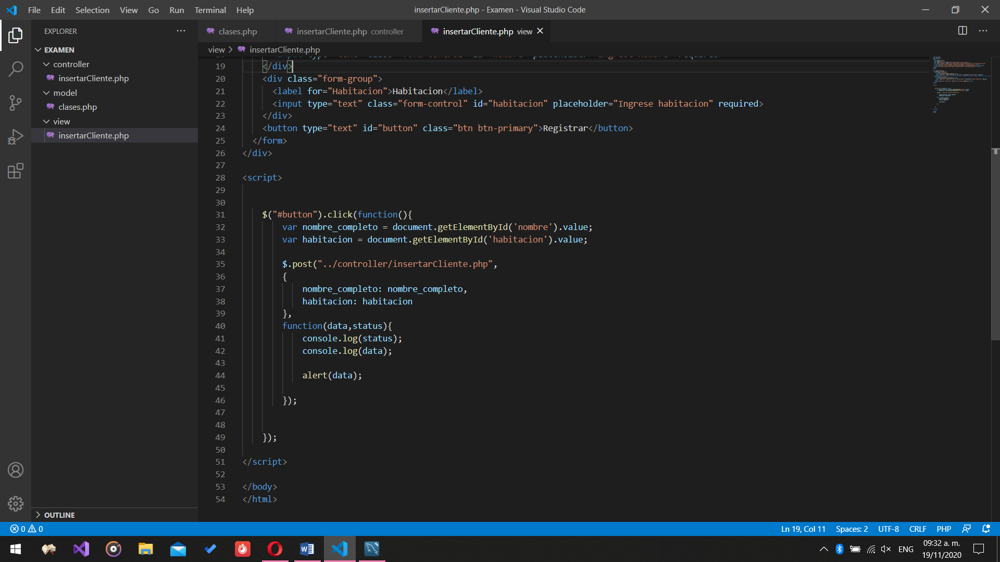 File Edit Selection View Go Run Terminal Help
insertarCliente.php - Examen - Visual Studio Code
EXPLORER
EXAMEN
controller
insertarCliente.php
model
clases.php
view
insertarCliente.php
OUTLINE
clases.php
insertarCliente.php controller
insertarCliente.php view
view > insertarCliente.php
19 </div>
20 <div class="form-group">
21 <label for="Habitacion">Habitacion</label>
22 <input type="text" class="form-control" id="habitacion" placeholder="Ingrese habitacion" required>
23 </div>
24 <button type="text" id="button" class="btn btn-primary">Registrar</button>
25 </form>
26 </div>
27
28 <script>
29
30
31 $("#button").click(function(){
32 var nombre_completo = document.getElementById('nombre').value;
33 var habitacion = document.getElementById('habitacion').value;
34
35 $.post("../controller/insertarCliente.php",
36 {
37 nombre_completo: nombre_completo,
38 habitacion: habitacion
39 },
40 function(data,status){
41 console.log(status);
42 console.log(data);
43
44 alert(data);
45
46 });
47
48
49 });
50
51 </script>
52
53 </body>
54 </html>
0 0
Ln 19, Col 11 Spaces: 2 UTF-8 CRLF PHP
ENG
09:32 a. m.
19/11/2020